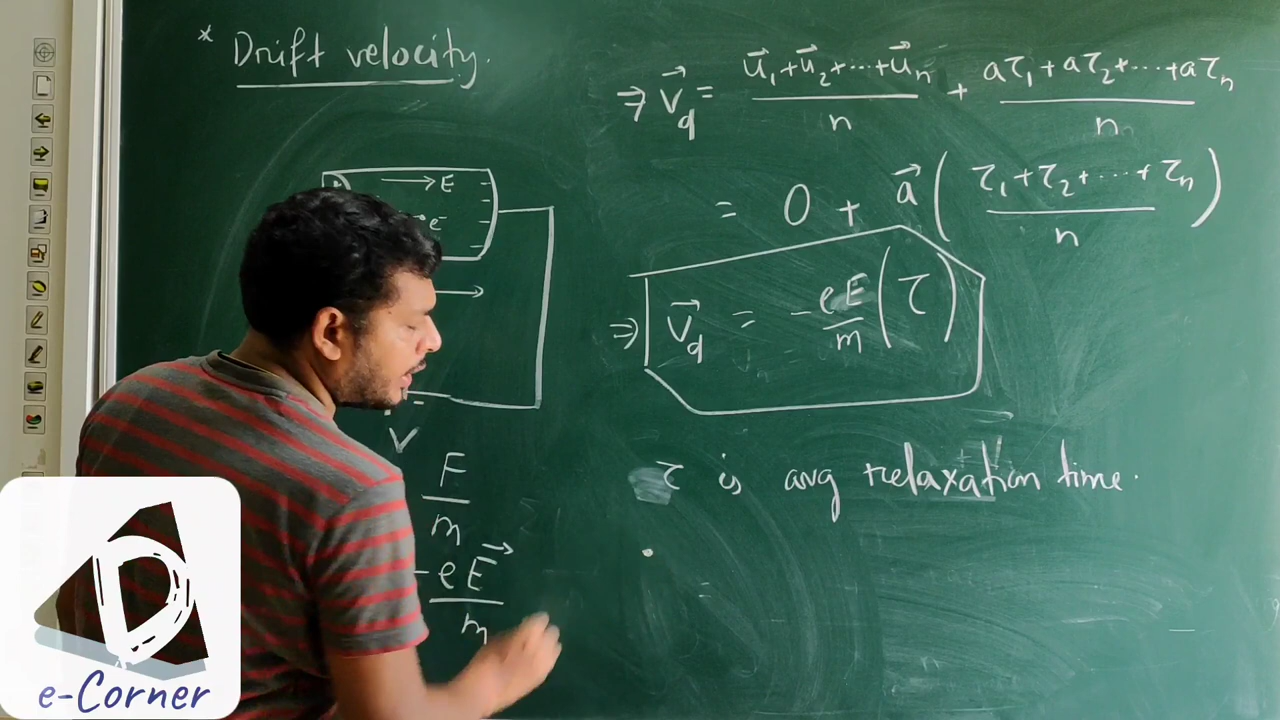 * Drift velocity.
E
e⁻
V
F
m
-eE⃗
m
⇒ v⃗d = u⃗1+u⃗2+...+u⃗n / n + aτ1+aτ2+...+aτn / n
= 0 + a⃗ ( τ1+τ2+...+τn / n )
⇒ v⃗d = -eE/m (τ)
τ is avg relaxation time.
D
e-Corner